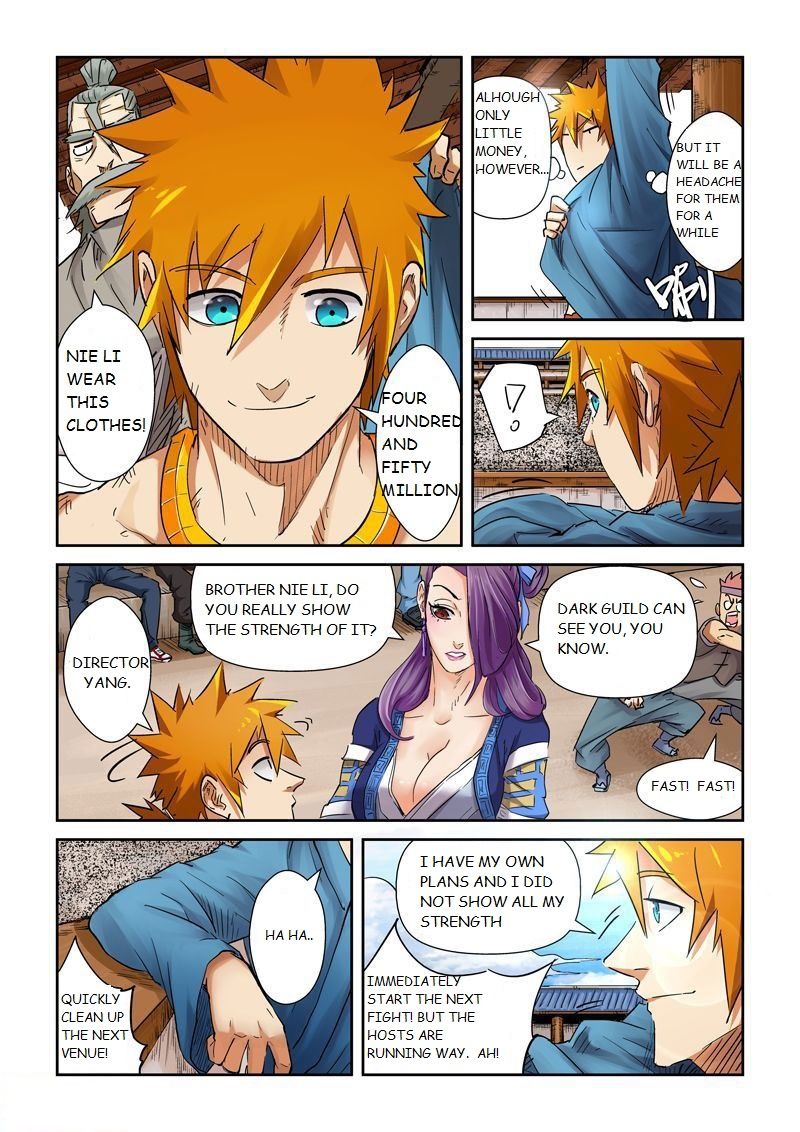 NIE LI
WEAR
THIS
CLOTHES!
FOUR
HUNDRED
AND
FIFTY
MILLION
ALHOUGH
ONLY
LITTLE
MONEY,
HOWEVER...
BUT IT
WILL BE A
HEADACHE
FOR THEM
FOR A
WHILE
!
BROTHER NIE LI, DO
YOU REALLY SHOW
THE STRENGTH OF IT?
DIRECTOR
YANG.
DARK GUILD CAN
SEE YOU, YOU
KNOW.
FAST! FAST!
HA HA..
QUICKLY
CLEAN UP
THE NEXT
VENUE!
I HAVE MY OWN
PLANS AND I DID
NOT SHOW ALL MY
STRENGTH
IMMEDIATELY
START THE NEXT
FIGHT! BUT THE
HOSTS ARE
RUNNING WAY. AH!